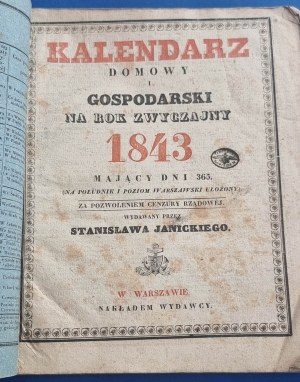 KALENDARZ
DOMOWY
I
GOSPODARSKI
NA ROK ZWYCZAJNY
1843
MAJĄCY DNI 365.
(NA POŁUDNIK I POZIOM WARSZAWSKI UŁOŻONY)
ZA POZWOLENIEM CENZURY RZĄDOWEJ.
WYDAWANY PRZEZ
STANISŁAWA JANICKIEGO.
W WARSZAWIE.
NAKŁADEM WYDAWCY.